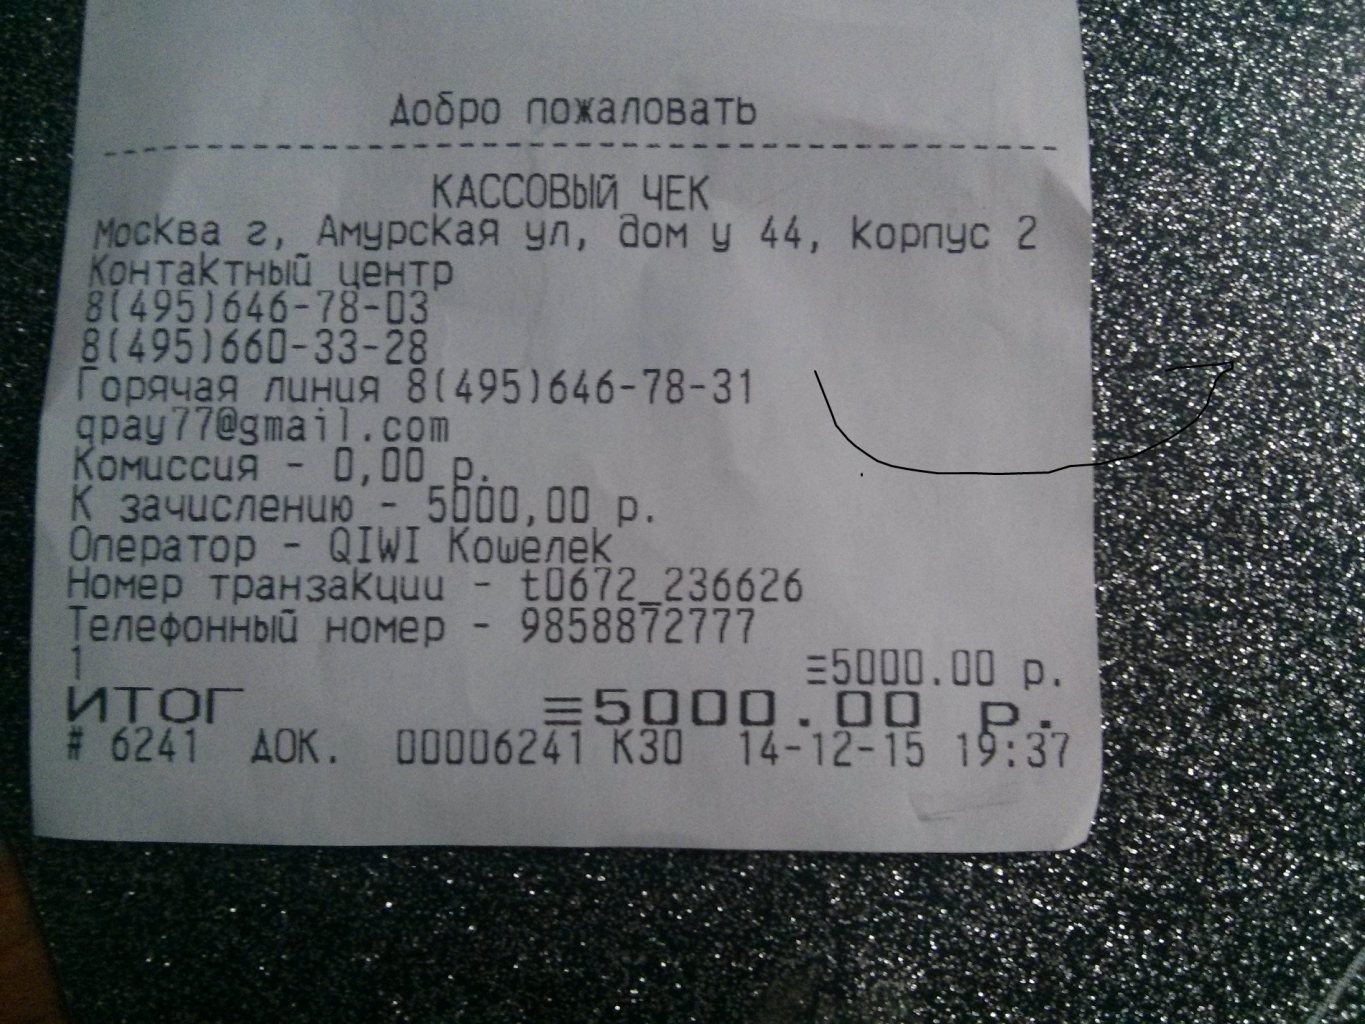 Добро пожаловать
КАССОВЫЙ ЧЕК
Москва г, Амурская ул, дом у 44, корпус 2
Контактный центр
8(495)646-78-03
8(495)660-33-28
Горячая линия 8(495)646-78-31
qpay77@gmail.com
Комиссия - 0,00 р.
К зачислению - 5000,00 р.
Оператор - QIWI Кошелек
Номер транзакции - t0672_236626
Телефонный номер - 9858872777
1 ≡5000.00 р.
ИТОГ ≡5000.00 р.
# 6241 ДОК. 00006241 К30 14-12-15 19:37